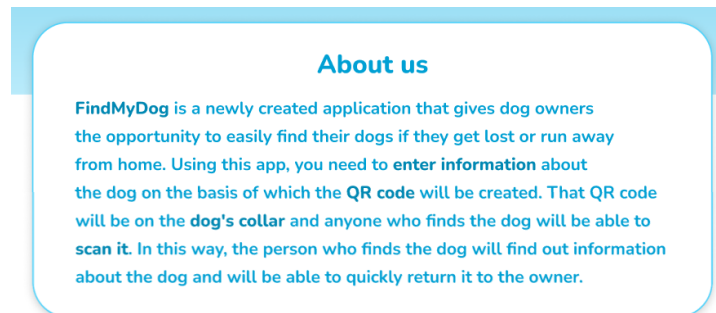 About us
FindMyDog is a newly created application that gives dog owners
the opportunity to easily find their dogs if they get lost or run away
from home. Using this app, you need to enter information about
the dog on the basis of which the QR code will be created. That QR code
will be on the dog's collar and anyone who finds the dog will be able to
scan it. In this way, the person who finds the dog will find out information
about the dog and will be able to quickly return it to the owner.